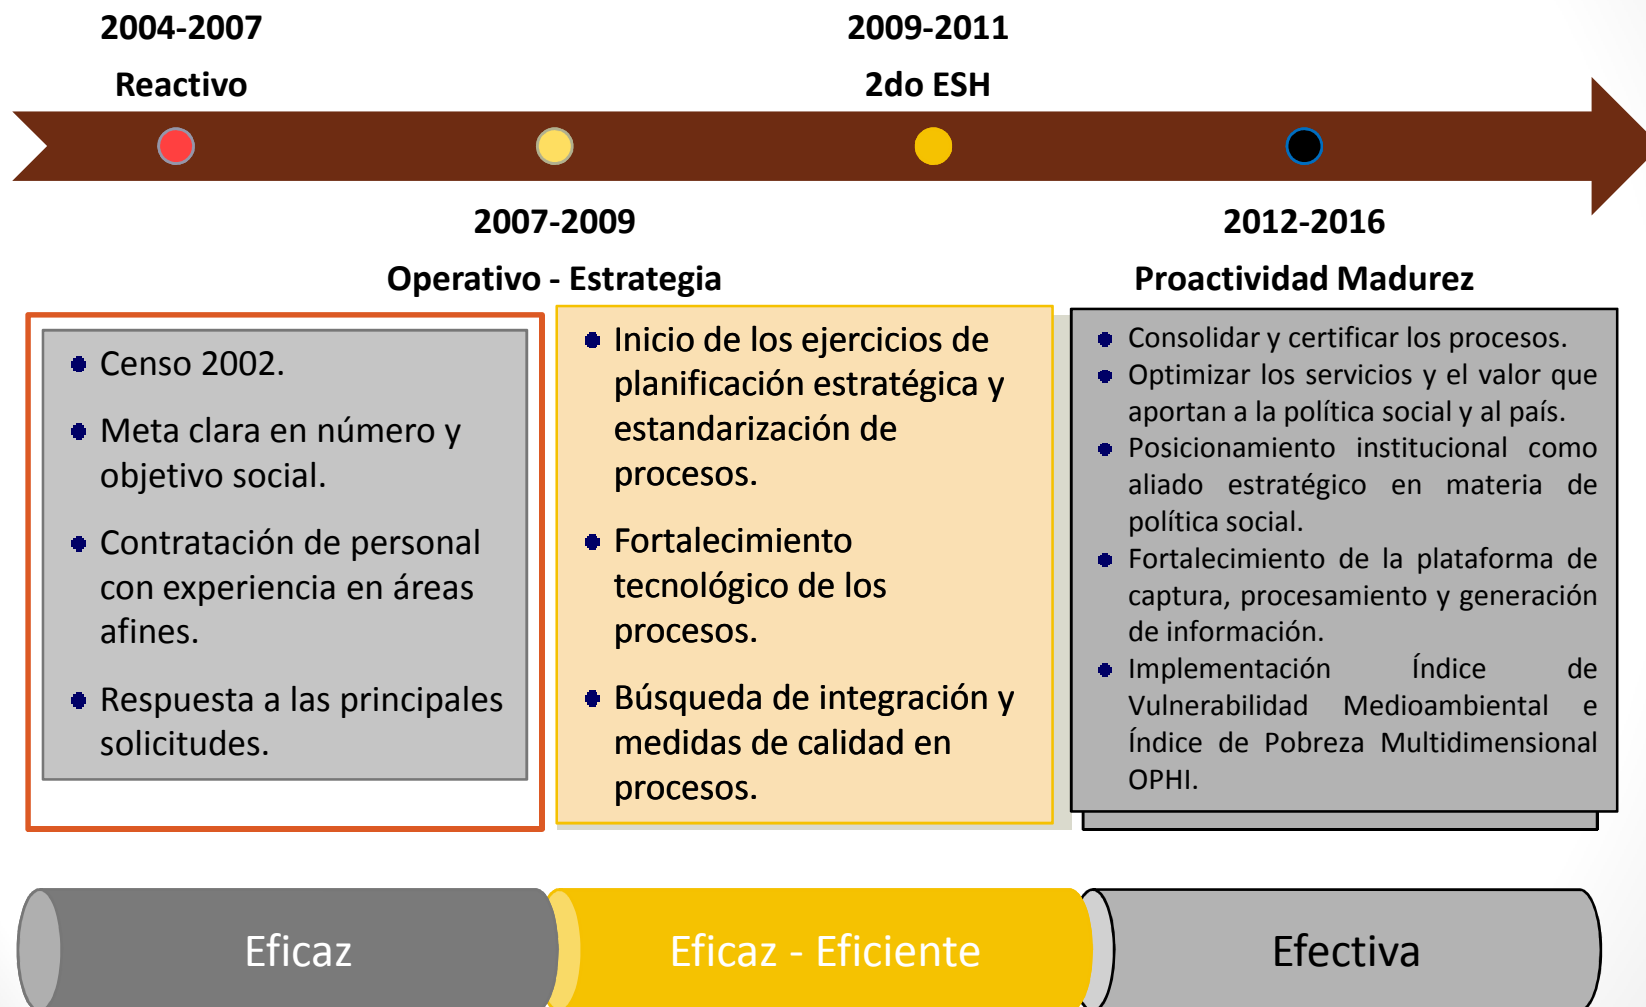 2004-2007
Reactivo
2009-2011
2do ESH
2007-2009
Operativo - Estrategia
2012-2016
Proactividad Madurez
Censo 2002.
Meta clara en número y
objetivo social.
Contratación de personal
con experiencia en áreas
afines.
Respuesta a las principales
solicitudes.
Inicio de los ejercicios de
planificación estratégica y
estandarización de
procesos.
Fortalecimiento
tecnológico de los
procesos.
Búsqueda de integración y
medidas de calidad en
procesos.
Consolidar y certificar los procesos.
Optimizar los servicios y el valor que
aportan a la política social y al país.
Posicionamiento institucional como
aliado estratégico en materia de
política social.
Fortalecimiento de la plataforma de
captura, procesamiento y generación
de información.
Implementación Índice de
Vulnerabilidad Medioambiental e
Índice de Pobreza Multidimensional
OPHI.
Eficaz
Eficaz - Eficiente
Efectiva